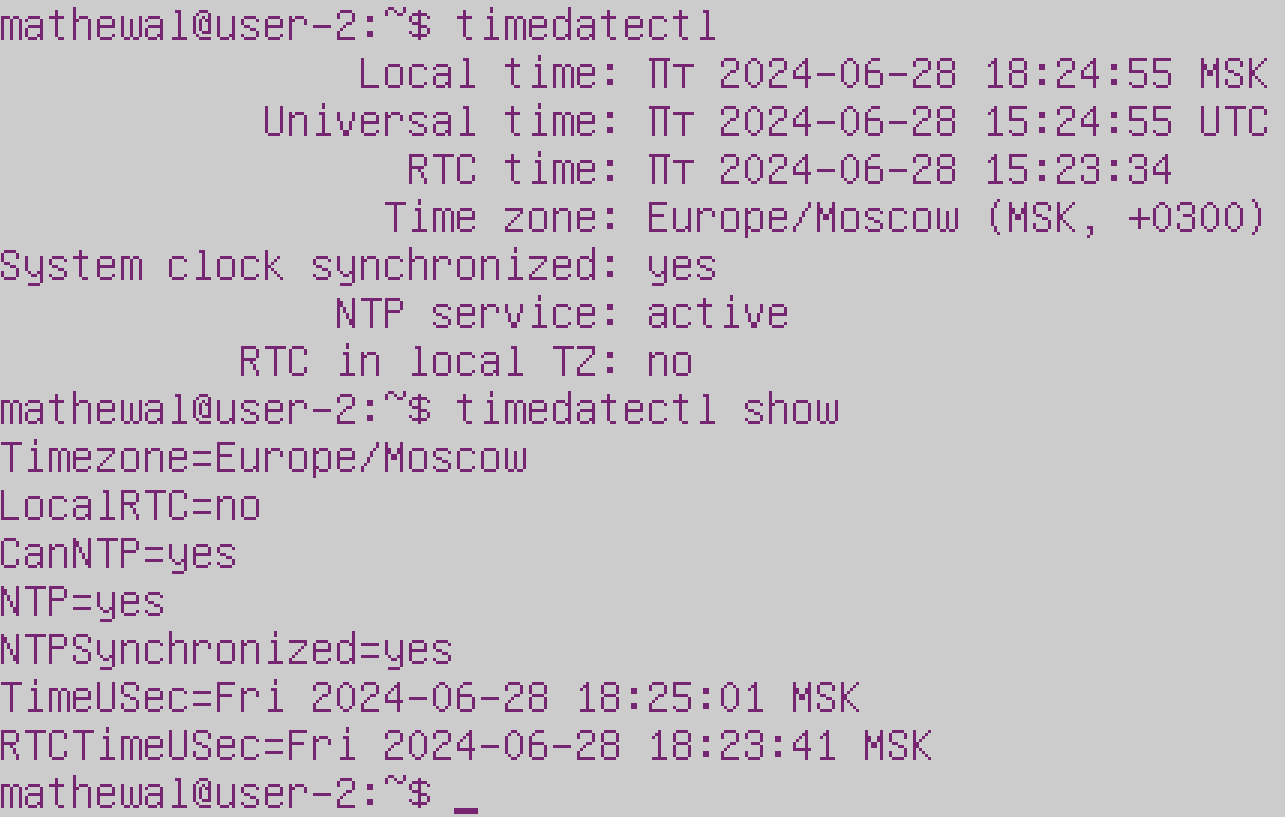 mathewal@user-2:~$ timedatectl
Local time: Пт 2024-06-28 18:24:55 MSK
Universal time: Пт 2024-06-28 15:24:55 UTC
RTC time: Пт 2024-06-28 15:23:34
Time zone: Europe/Moscow (MSK, +0300)
System clock synchronized: yes
NTP service: active
RTC in local TZ: no
mathewal@user-2:~$ timedatectl show
Timezone=Europe/Moscow
LocalRTC=no
CanNTP=yes
NTP=yes
NTPSynchronized=yes
TimeUSec=Fri 2024-06-28 18:25:01 MSK
RTCTimeUSec=Fri 2024-06-28 18:23:41 MSK
mathewal@user-2:~$ _